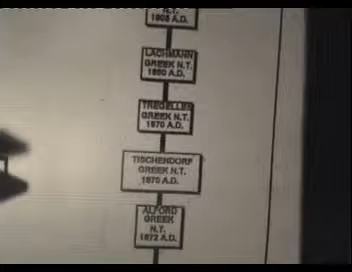 N.T.
LACHMANN
GREEK N.T.
1850 A.D.
TREGELLES
GREEK N.T.
1870 A.D.
TISCHENDORF
GREEK N.T.
1870 A.D.
ALFORD
GREEK
N.T.
1872 A.D.